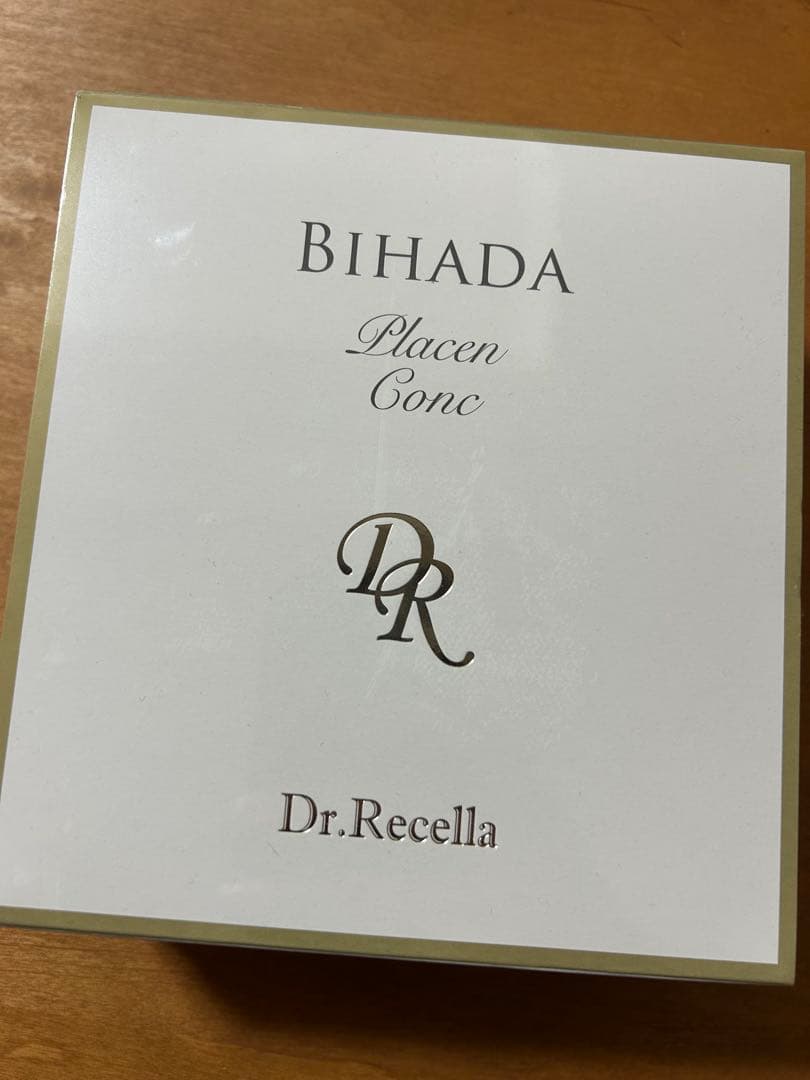 BIHADA
Placen
Conc
DR
Dr.Recella